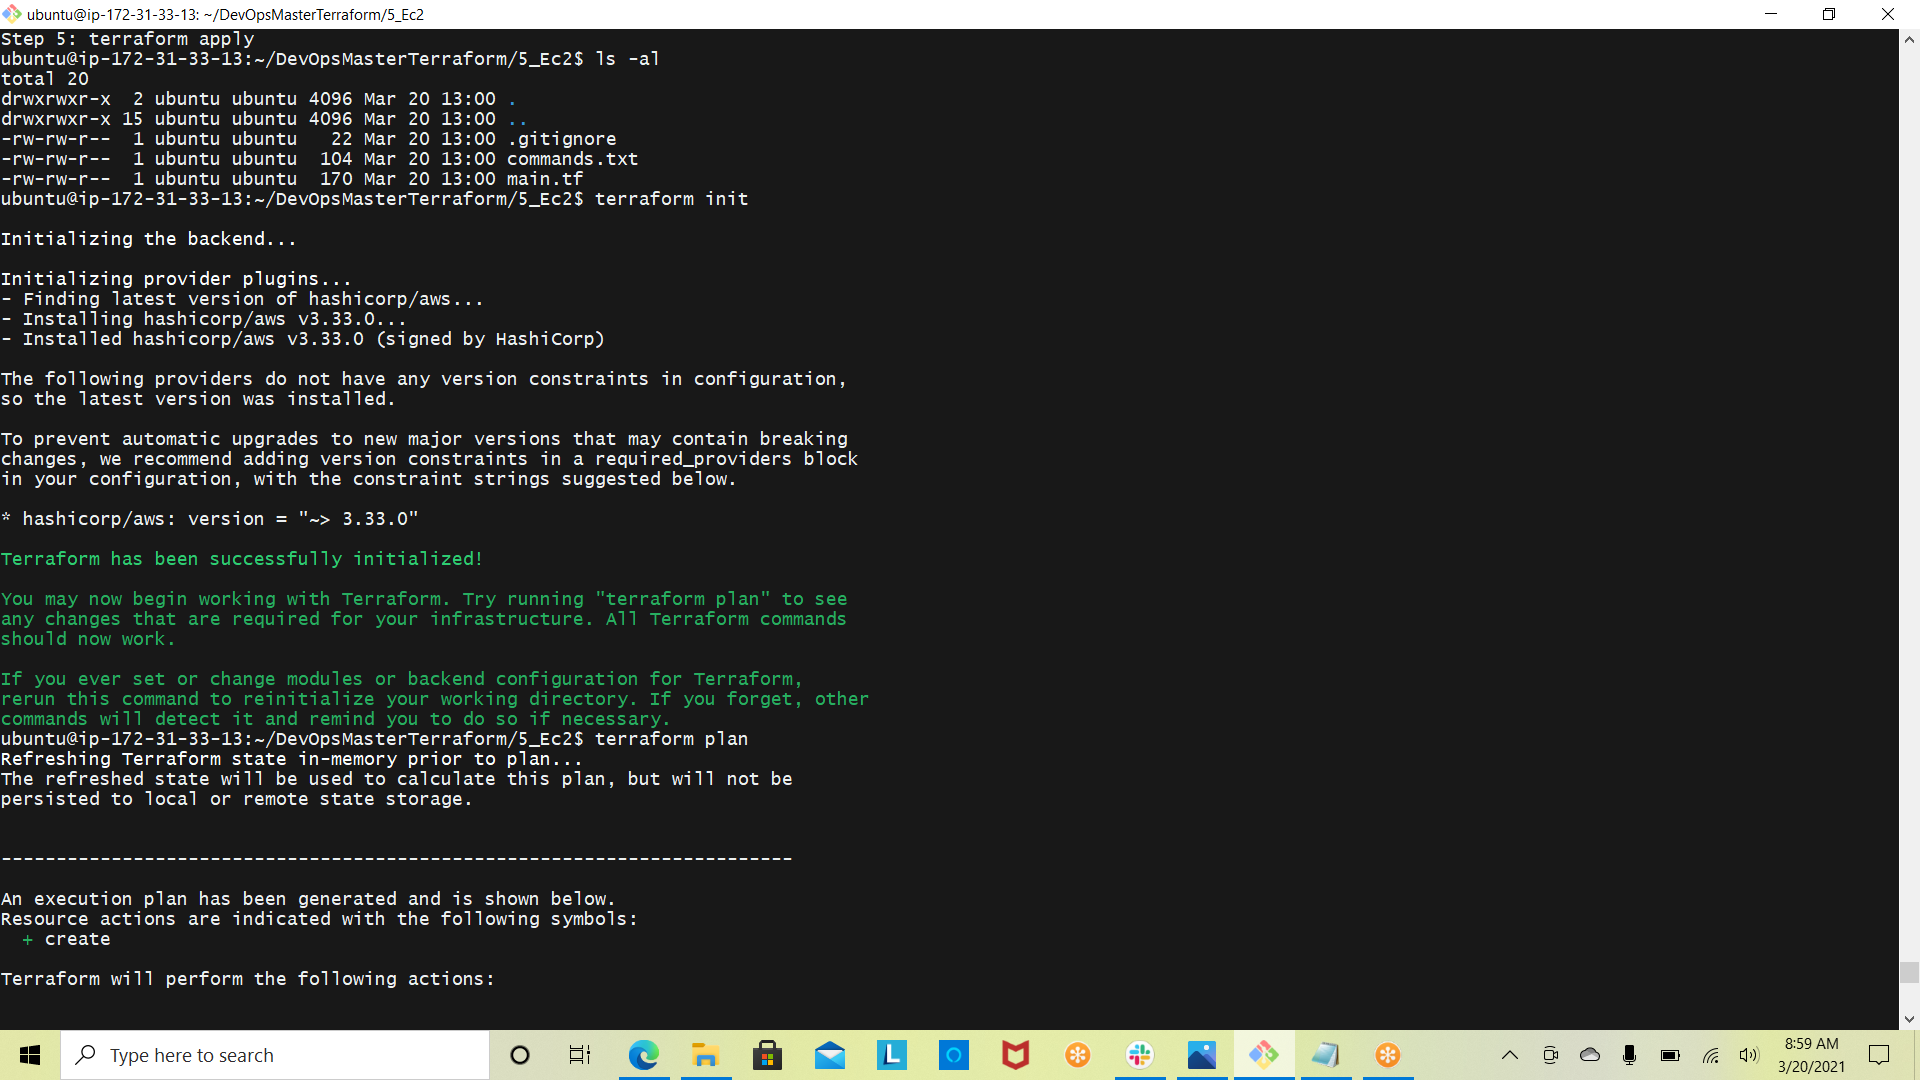 ubuntu@ip-172-31-33-13: ~/DevOpsMasterTerraform/5_Ec2
Step 5: terraform apply
ubuntu@ip-172-31-33-13:~/DevOpsMasterTerraform/5_Ec2$ ls -al
total 20
drwxrwxr-x  2 ubuntu ubuntu 4096 Mar 20 13:00 .
drwxrwxr-x 15 ubuntu ubuntu 4096 Mar 20 13:00 ..
-rw-rw-r--  1 ubuntu ubuntu   22 Mar 20 13:00 .gitignore
-rw-rw-r--  1 ubuntu ubuntu  104 Mar 20 13:00 commands.txt
-rw-rw-r--  1 ubuntu ubuntu  170 Mar 20 13:00 main.tf
ubuntu@ip-172-31-33-13:~/DevOpsMasterTerraform/5_Ec2$ terraform init
Initializing the backend...
Initializing provider plugins...
- Finding latest version of hashicorp/aws...
- Installing hashicorp/aws v3.33.0...
- Installed hashicorp/aws v3.33.0 (signed by HashiCorp)
The following providers do not have any version constraints in configuration,
so the latest version was installed.
To prevent automatic upgrades to new major versions that may contain breaking
changes, we recommend adding version constraints in a required_providers block
in your configuration, with the constraint strings suggested below.
* hashicorp/aws: version = "~> 3.33.0"
Terraform has been successfully initialized!
You may now begin working with Terraform. Try running "terraform plan" to see
any changes that are required for your infrastructure. All Terraform commands
should now work.
If you ever set or change modules or backend configuration for Terraform,
rerun this command to reinitialize your working directory. If you forget, other
commands will detect it and remind you to do so if necessary.
ubuntu@ip-172-31-33-13:~/DevOpsMasterTerraform/5_Ec2$ terraform plan
Refreshing Terraform state in-memory prior to plan...
The refreshed state will be used to calculate this plan, but will not be
persisted to local or remote state storage.
------------------------------------------------------------------------
An execution plan has been generated and is shown below.
Resource actions are indicated with the following symbols:
  + create
Terraform will perform the following actions:
Type here to search
L
8:59 AM
3/20/2021